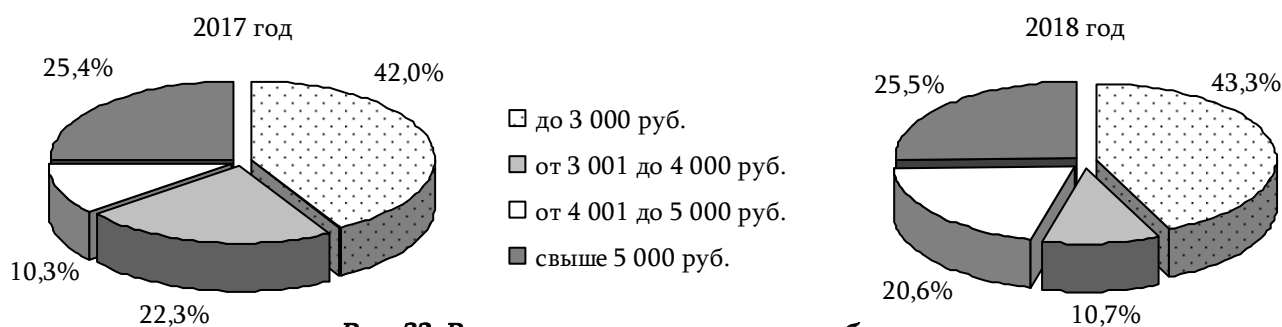 2017 год
25,4%
42,0%
10,3%
22,3%
до 3 000 руб.
от 3 001 до 4 000 руб.
от 4 001 до 5 000 руб.
свыше 5 000 руб.
2018 год
25,5%
43,3%
20,6%
10,7%